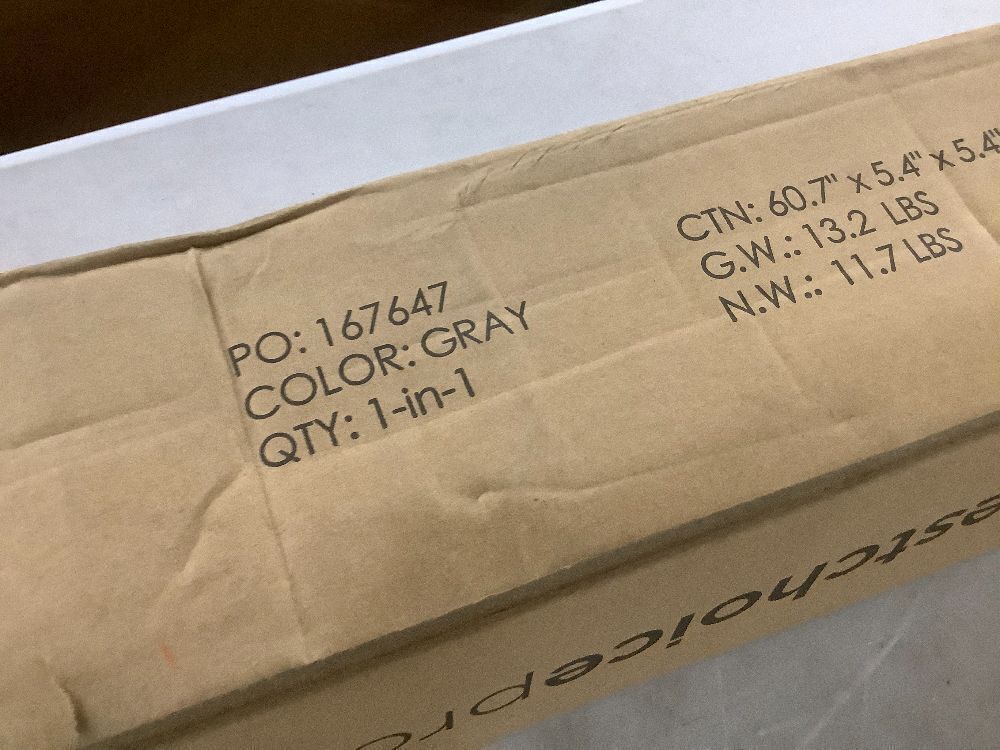 PO: 167647
COLOR: GRAY
QTY: 1-in-1
CTN: 60.7" x 5.4" x 5.4"
G.W.: 13.2 LBS
N.W.: 11.7 LBS
estchoicepro